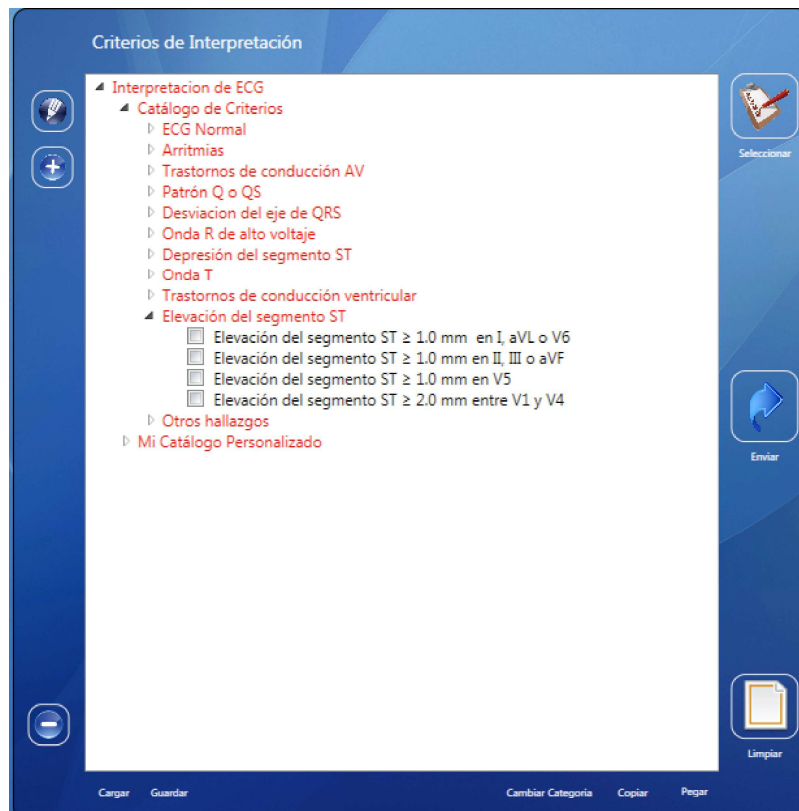 Criterios de Interpretación
Interpretacion de ECG
Catálogo de Criterios
ECG Normal
Arritmias
Trastornos de conducción AV
Patrón Q o QS
Desviacion del eje de QRS
Onda R de alto voltaje
Depresión del segmento ST
Onda T
Trastornos de conducción ventricular
Elevación del segmento ST
Elevación del segmento ST ≥ 1.0 mm  en I, aVL o V6
Elevación del segmento ST ≥ 1.0 mm en II, III o aVF
Elevación del segmento ST ≥ 1.0 mm en V5
Elevación del segmento ST ≥ 2.0 mm entre V1 y V4
Otros hallazgos
Mi Catálogo Personalizado
Seleccionar
Enviar
Limpiar
Cargar Guardar Cambiar Categoria Copiar Pegar